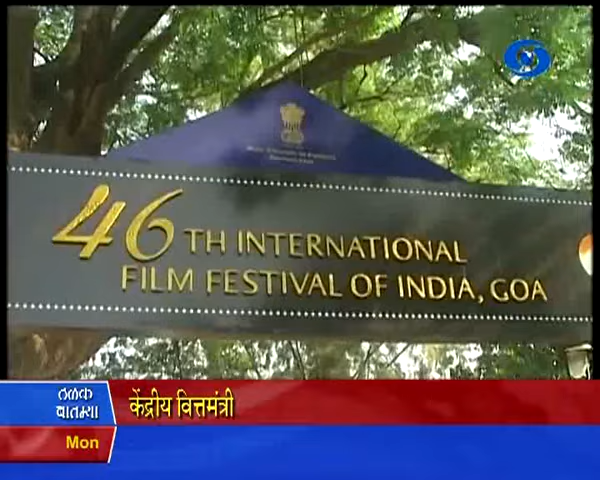 46TH INTERNATIONAL
FILM FESTIVAL OF INDIA, GOA
ठळक
बातम्या
केंद्रीय वित्तमंत्री
Mon